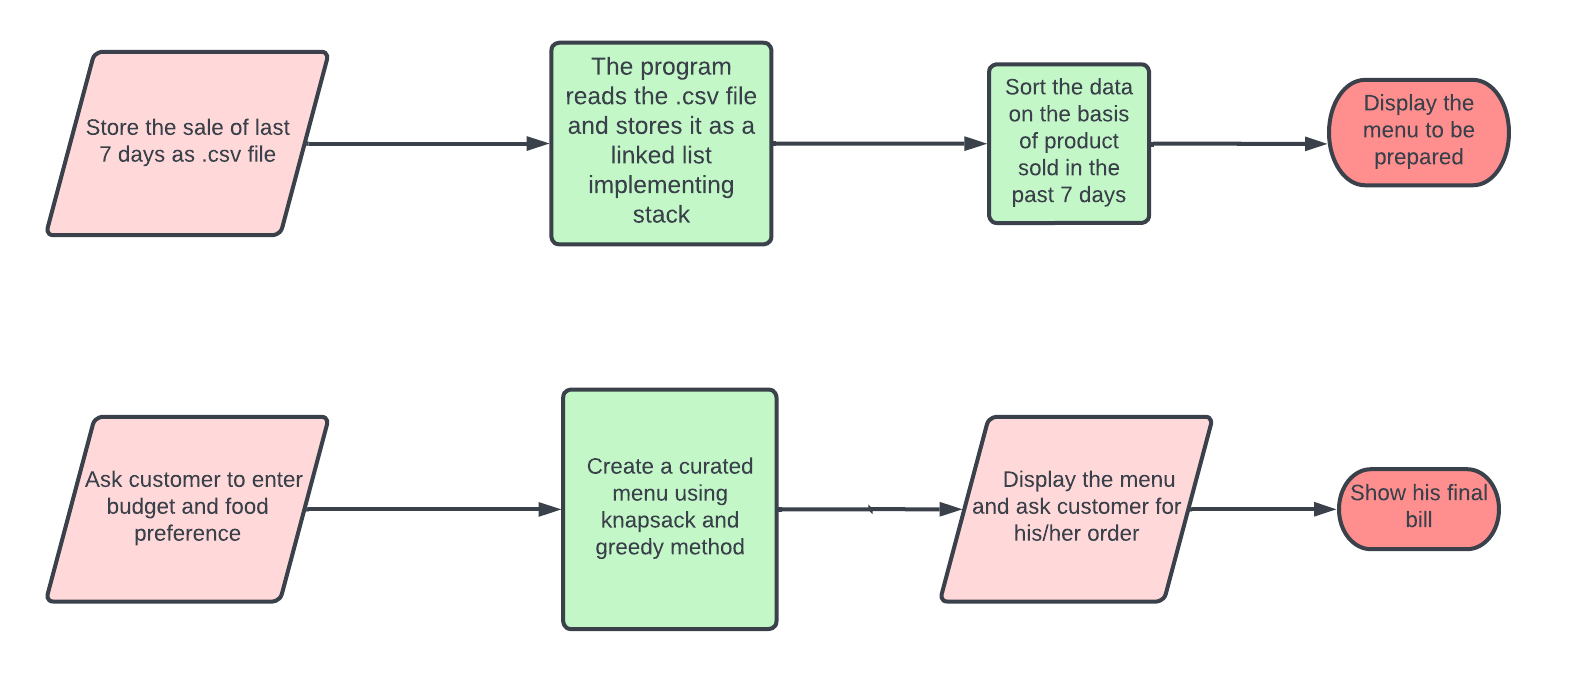 Store the sale of last
7 days as .csv file
The program
reads the .csv file
and stores it as a
linked list
implementing
stack
Sort the data
on the basis
of product
sold in the
past 7 days
Display the
menu to be
prepared
Ask customer to enter
budget and food
preference
Create a curated
menu using
knapsack and
greedy method
Display the menu
and ask customer for
his/her order
Show his final
bill